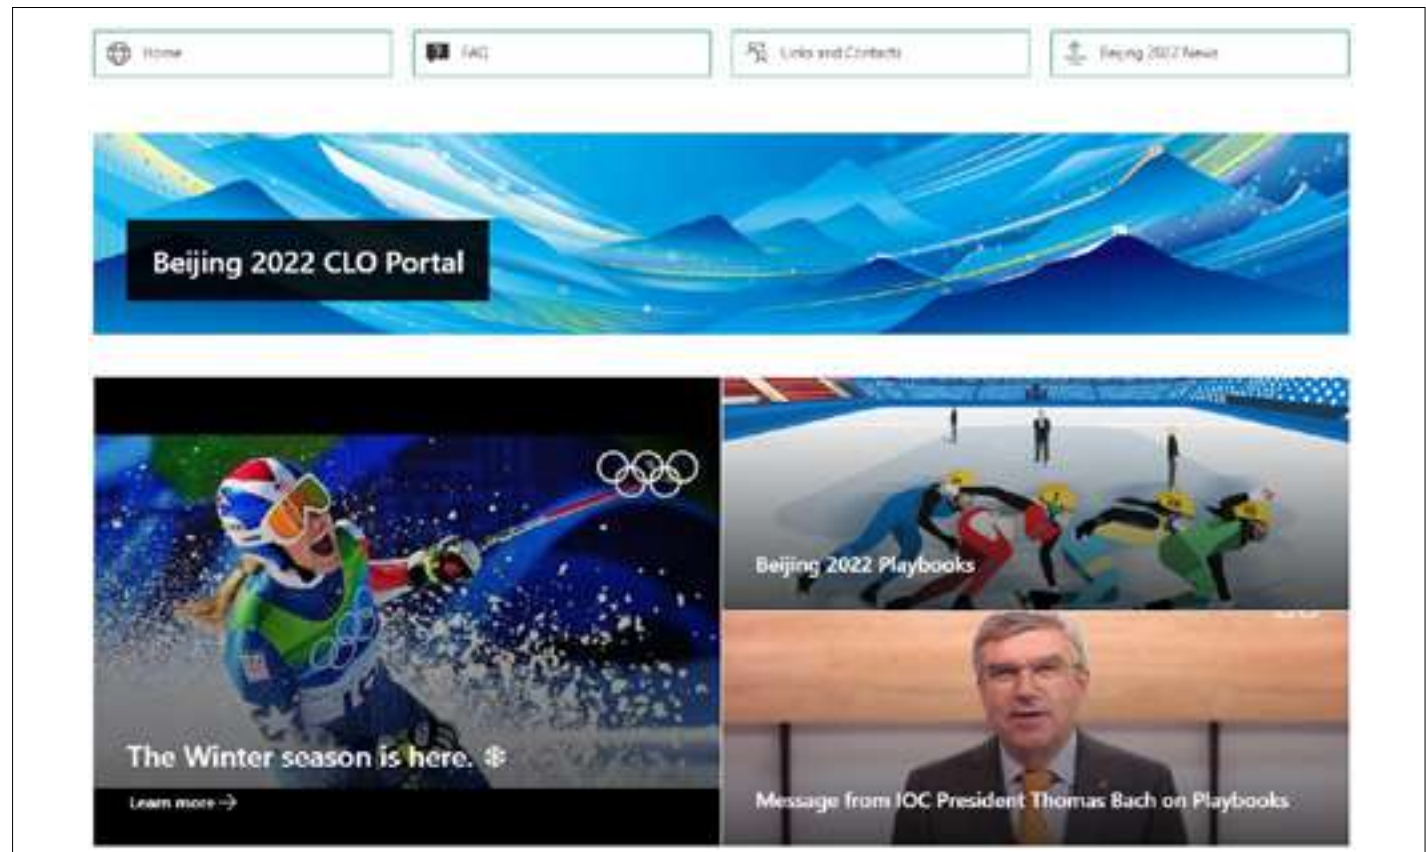 Home
FAQ
Links and Contacts
Beijing 2022 News
Beijing 2022 CLO Portal
Beijing 2022 Playbooks
The Winter season is here. ❄
Learn more →
Message from IOC President Thomas Bach on Playbooks